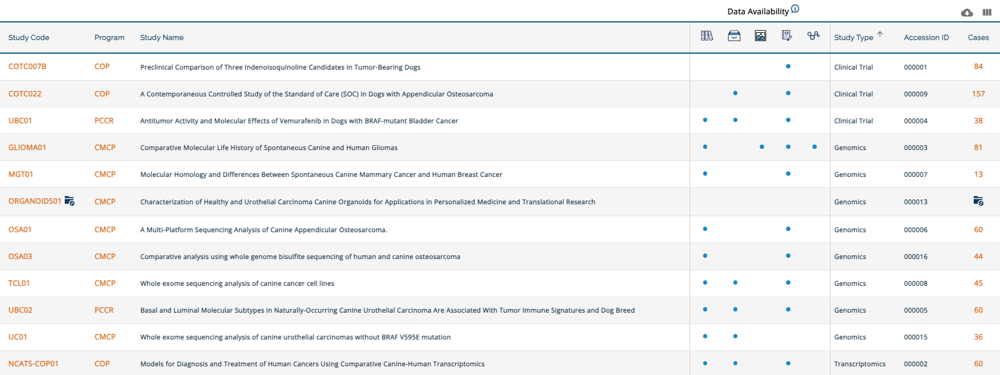 Data Availability
Study Code Program Study Name Study Type Accession ID Cases
COTC007B COP Preclinical Comparison of Three Indenoisoquinoline Candidates in Tumor-Bearing Dogs Clinical Trial 000001 84
COTC022 COP A Contemporaneous Controlled Study of the Standard of Care (SOC) in Dogs with Appendicular Osteosarcoma Clinical Trial 000009 157
UBC01 PCCR Antitumor Activity and Molecular Effects of Vemurafenib in Dogs with BRAF-mutant Bladder Cancer Clinical Trial 000004 38
GLIOMA01 CMCP Comparative Molecular Life History of Spontaneous Canine and Human Gliomas Genomics 000003 81
MGT01 CMCP Molecular Homology and Differences Between Spontaneous Canine Mammary Cancer and Human Breast Cancer Genomics 000007 13
ORGANOIDS01 CMCP Characterization of Healthy and Urothelial Carcinoma Canine Organoids for Applications in Personalized Medicine and Translational Research Genomics 000013
OSA01 CMCP A Multi-Platform Sequencing Analysis of Canine Appendicular Osteosarcoma. Genomics 000006 60
OSA03 CMCP Comparative analysis using whole genome bisulfite sequencing of human and canine osteosarcoma Genomics 000016 44
TCL01 CMCP Whole exome sequencing analysis of canine cancer cell lines Genomics 000008 45
UBC02 PCCR Basal and Luminal Molecular Subtypes in Naturally-Occurring Canine Urothelial Carcinoma Are Associated With Tumor Immune Signatures and Dog Breed Genomics 000005 60
UC01 CMCP Whole exome sequencing analysis of canine urothelial carcinomas without BRAF V595E mutation Genomics 000015 36
NCATS-COP01 COP Models for Diagnosis and Treatment of Human Cancers Using Comparative Canine-Human Transcriptomics Transcriptomics 000002 60